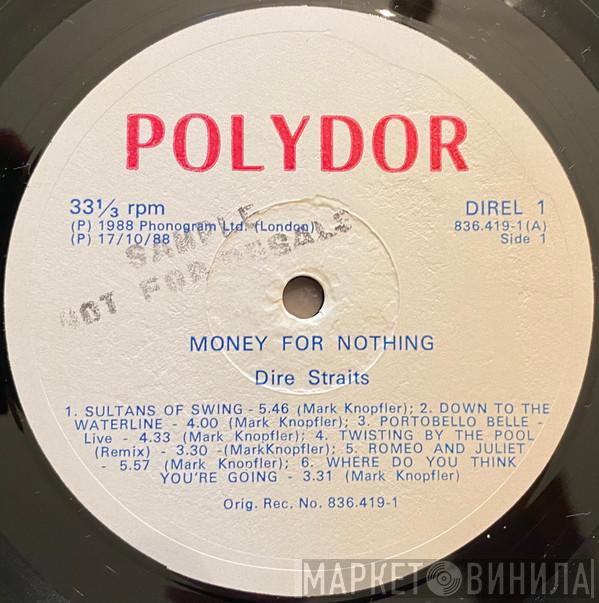 POLYDOR
33⅓ rpm
DIREL 1
(P) 1988 Phonogram Ltd. (London)
836.419-1(A)
(P) 17/10/88
Side 1
SAMPLE
NOT FOR RESALE
MONEY FOR NOTHING
Dire Straits
1. SULTANS OF SWING - 5.46 (Mark Knopfler); 2. DOWN TO THE
WATERLINE - 4.00 (MarkKnopfler); 3. PORTOBELLO BELLE -
Live - 4.33 (Mark Knopfler); 4. TWISTING BY THE POOL
(Remix) - 3.30 -(MarkKnopfler); 5. ROMEO AND JULIET
- 5.57 (Mark Knopfler); 6. WHERE DO YOU THINK
YOU'RE GOING - 3.31 (Mark Knopfler)
Orig. Rec. No. 836.419-1
МАРКЕТ ВИНИЛА